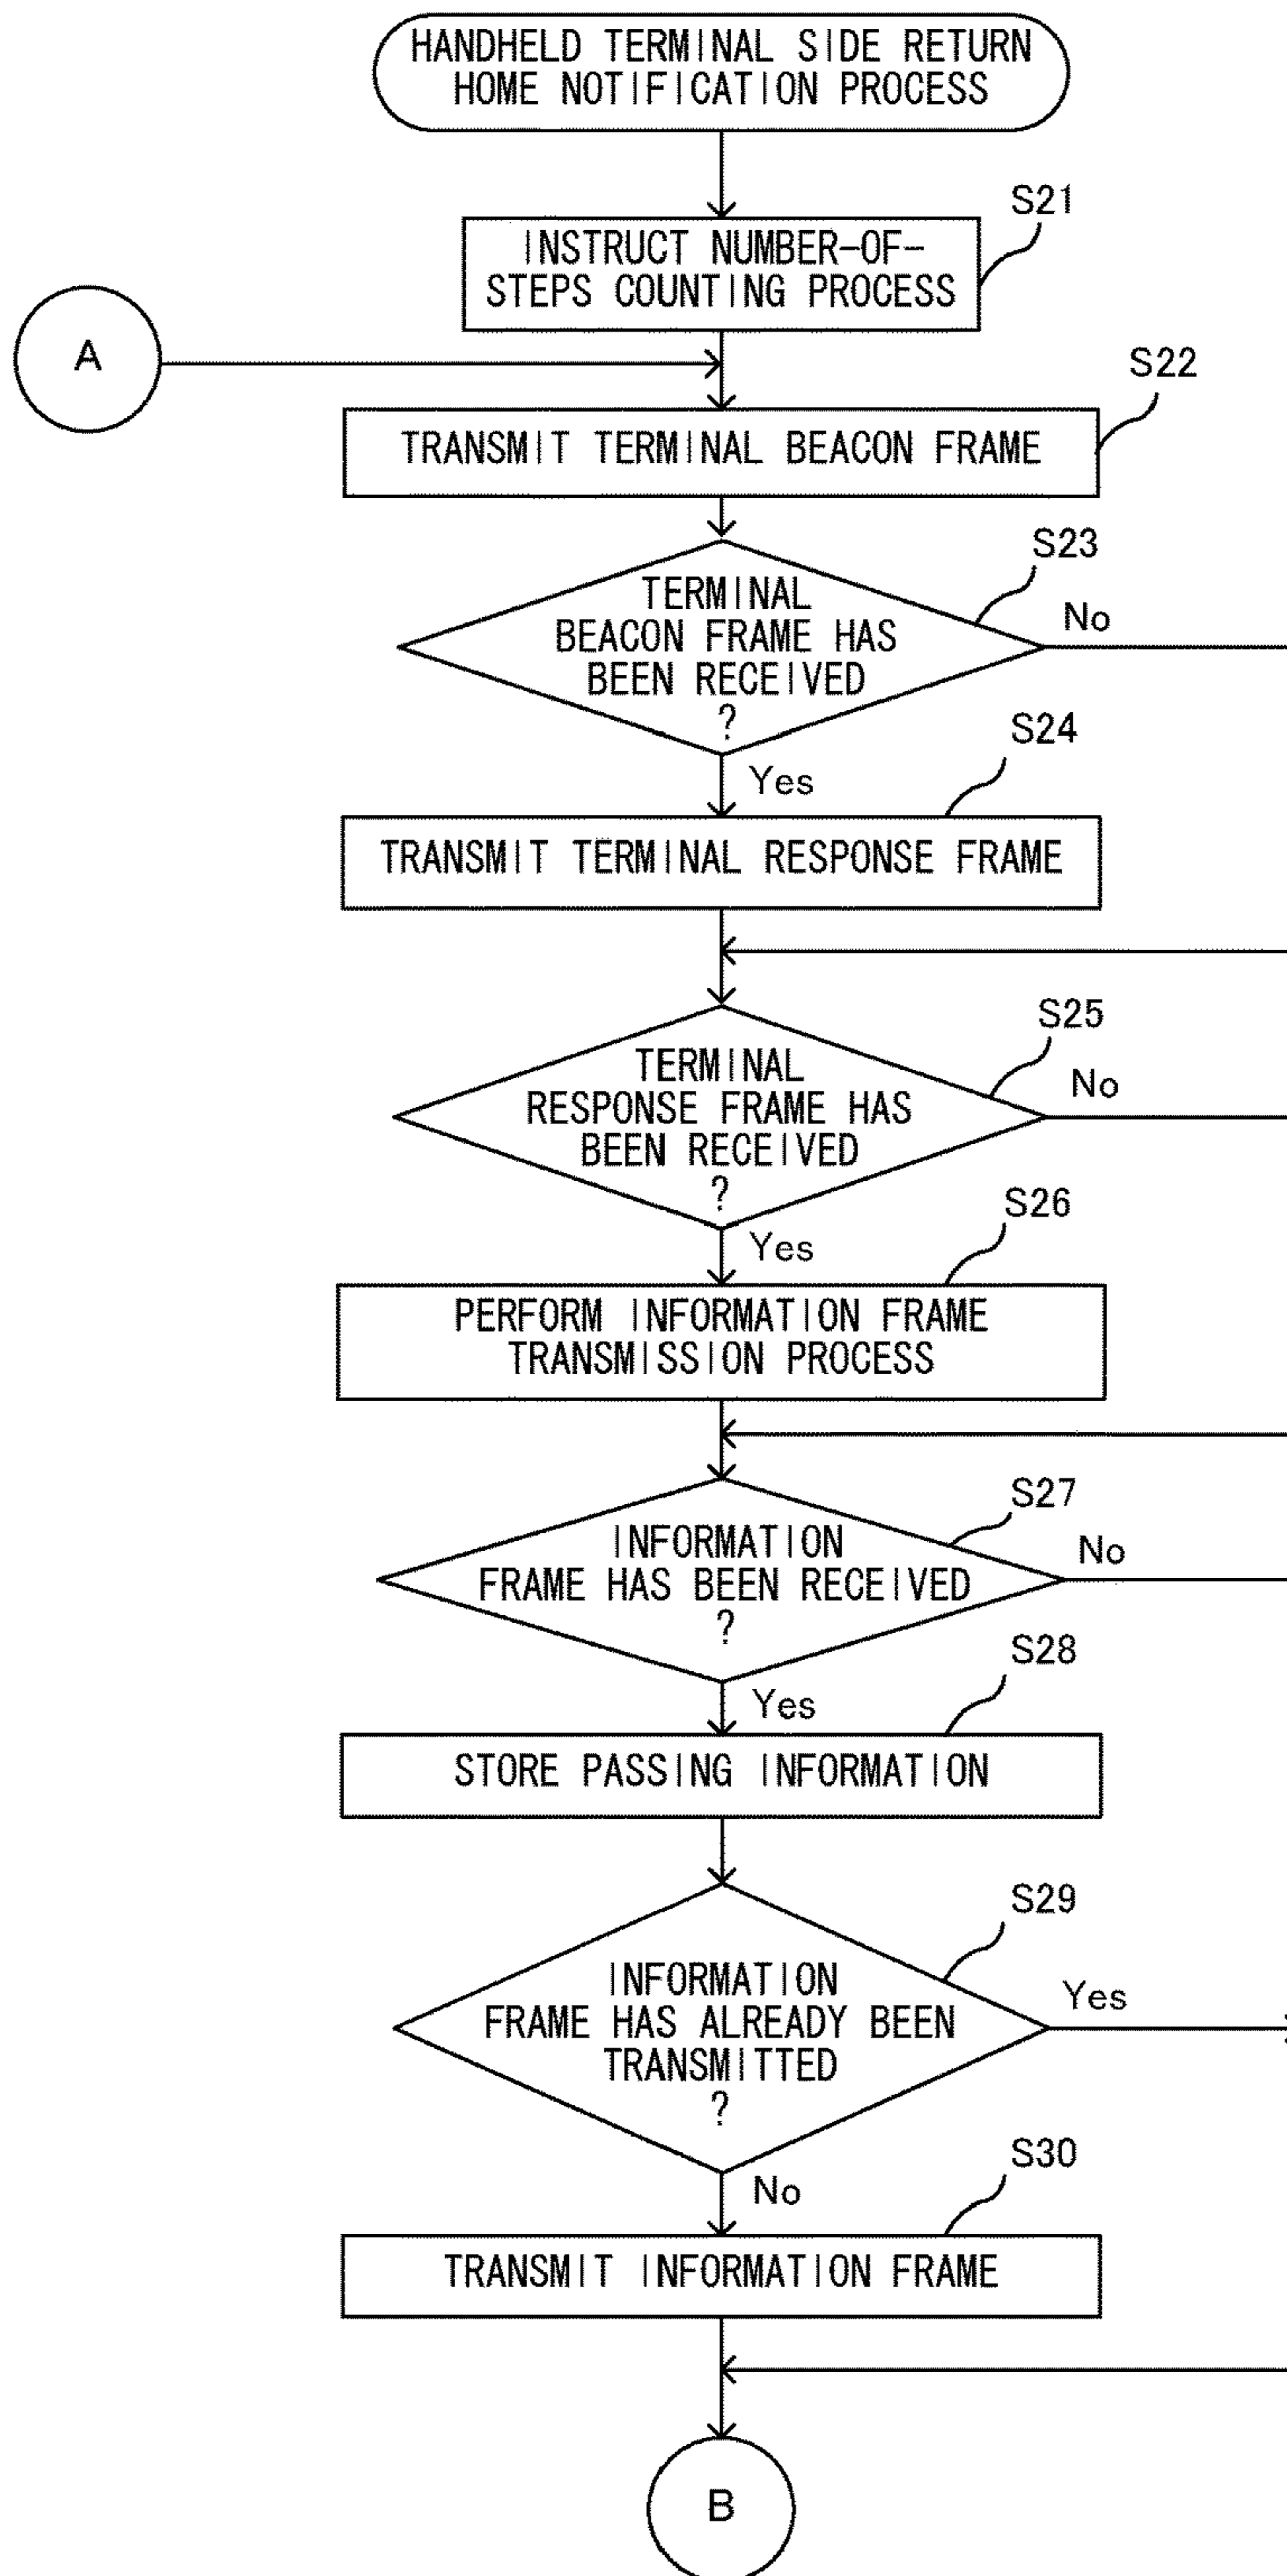 HANDHELD TERMINAL SIDE RETURN
HOME NOTIFICATION PROCESS
S21
INSTRUCT NUMBER-OF-
STEPS COUNTING PROCESS
A
S22
TRANSMIT TERMINAL BEACON FRAME
S23
TERMINAL
BEACON FRAME HAS
BEEN RECEIVED
?
No
Yes
S24
TRANSMIT TERMINAL RESPONSE FRAME
S25
TERMINAL
RESPONSE FRAME HAS
BEEN RECEIVED
?
No
Yes
S26
PERFORM INFORMATION FRAME
TRANSMISSION PROCESS
S27
INFORMATION
FRAME HAS BEEN RECEIVED
?
No
Yes
S28
STORE PASSING INFORMATION
S29
INFORMATION
FRAME HAS ALREADY BEEN
TRANSMITTED
?
Yes
No
S30
TRANSMIT INFORMATION FRAME
B